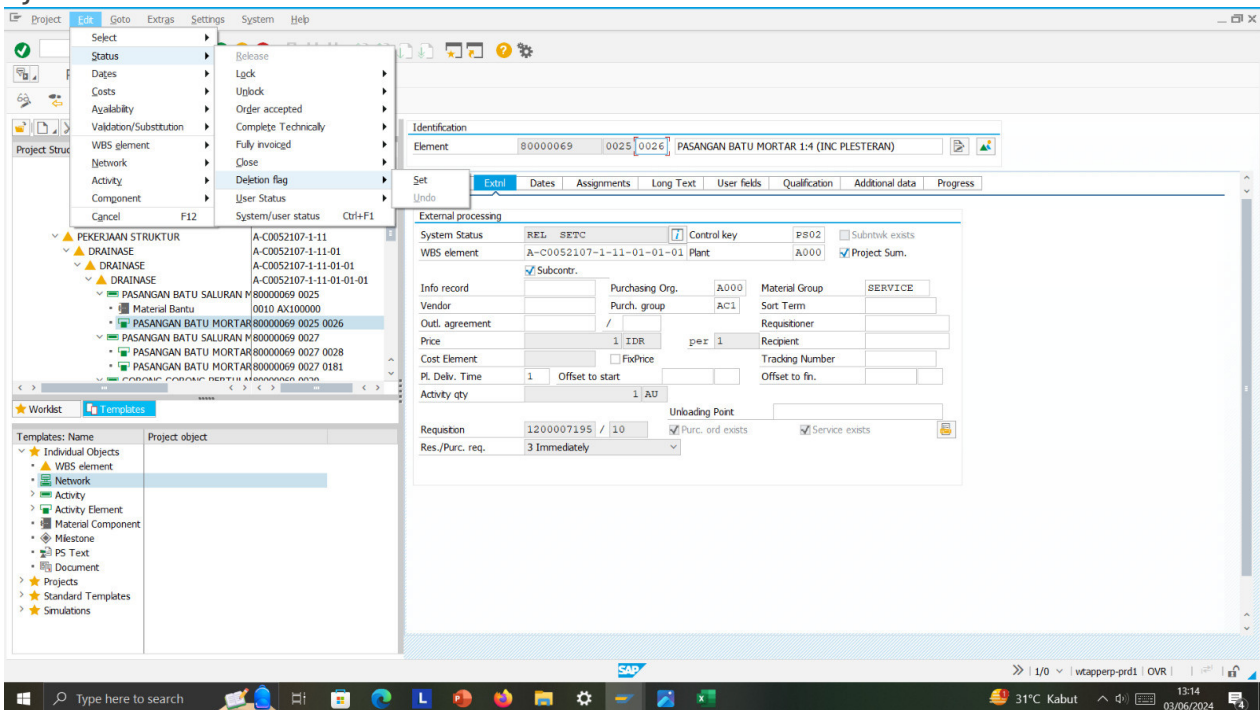 Project Edit Goto Extras Settings System Help
Select
Status
Dates
Costs
Availability
Validation/Substitution
WBS element
Network
Activity
Component
Cancel F12
Release
Lock
Unlock
Order accepted
Complete Technically
Fully invoiced
Close
Deletion flag
User Status
System/user status Ctrl+F1
Set
Undo
Project Struc
PEKERJAAN STRUKTUR A-C0052107-1-11
DRAINASE A-C0052107-1-11-01
DRAINASE A-C0052107-1-11-01-01
DRAINASE A-C0052107-1-11-01-01-01
PASANGAN BATU SALURAN M 80000069 0025
Material Bantu 0010 AX100000
PASANGAN BATU MORTAR 80000069 0025 0026
PASANGAN BATU SALURAN M 80000069 0027
PASANGAN BATU MORTAR 80000069 0027 0028
PASANGAN BATU MORTAR 80000069 0027 0181
Worklist Templates
Templates: Name Project object
Individual Objects
WBS element
Network
Activity
Activity Element
Material Component
Milestone
PS Text
Document
Projects
Standard Templates
Simulations
Identification
Element 80000069 0025 0026 PASANGAN BATU MORTAR 1:4 (INC PLESTERAN)
Extnl Dates Assignments Long Text User fields Qualification Additional data Progress
External processing
System Status REL SETC Control key PS02 Subntwk exists
WBS element A-C0052107-1-11-01-01-01 Plant A000 Project Sum.
Subcontr.
Info record Purchasing Org. A000 Material Group SERVICE
Vendor Purch. group AC1 Sort Term
Outl. agreement / Requisitioner
Price 1 IDR per 1 Recipient
Cost Element FixPrice Tracking Number
Pl. Deliv. Time 1 Offset to start Offset to fin.
Activity qty 1 AU
Unloading Point
Requisition 1200007195 / 10 Purc. ord exists Service exists
Res./Purc. req. 3 Immediately
SAP 1/0 wtapperp-prd1 OVR
Type here to search L 31°C Kabut 13:14
03/06/2024